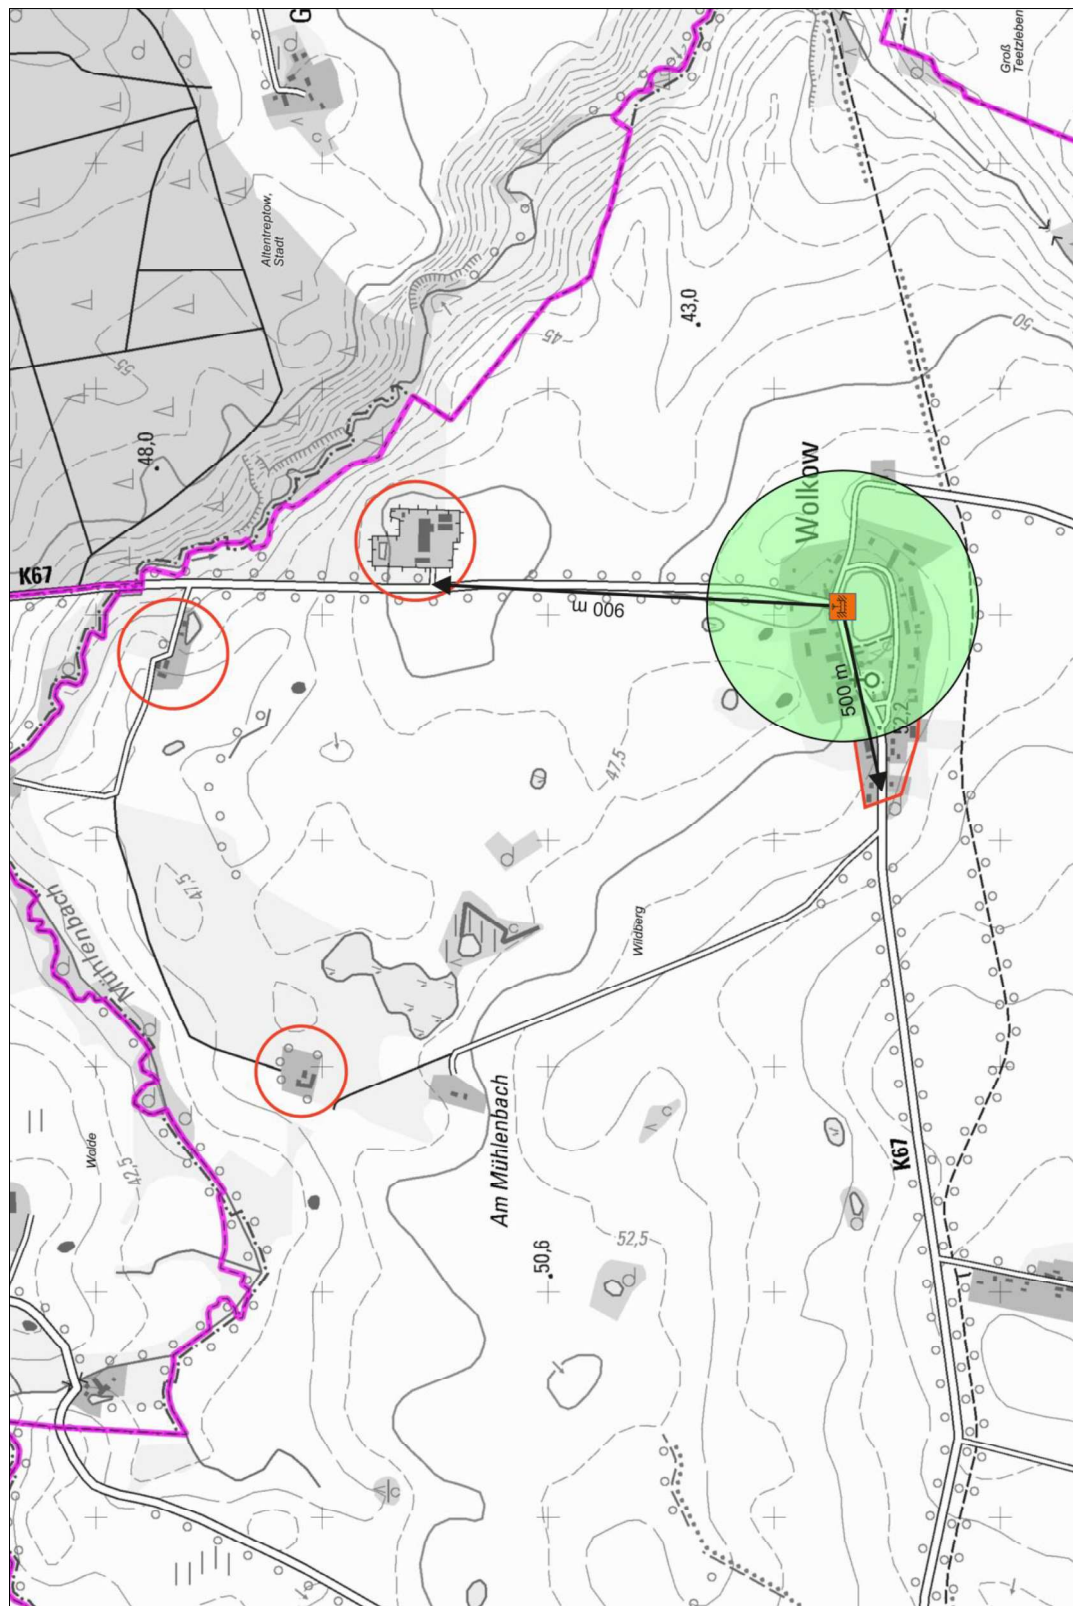 G
Groß
Teetzleben
Altentreptow,
Stadt
43,0
50
45
55
48,0
Wolkow
K67
900 m
500 m
52,2
47,5
47,5
Mühlenbach
Wildberg
Wolde
42,5
Am Mühlenbach
K67
52,5
50,6